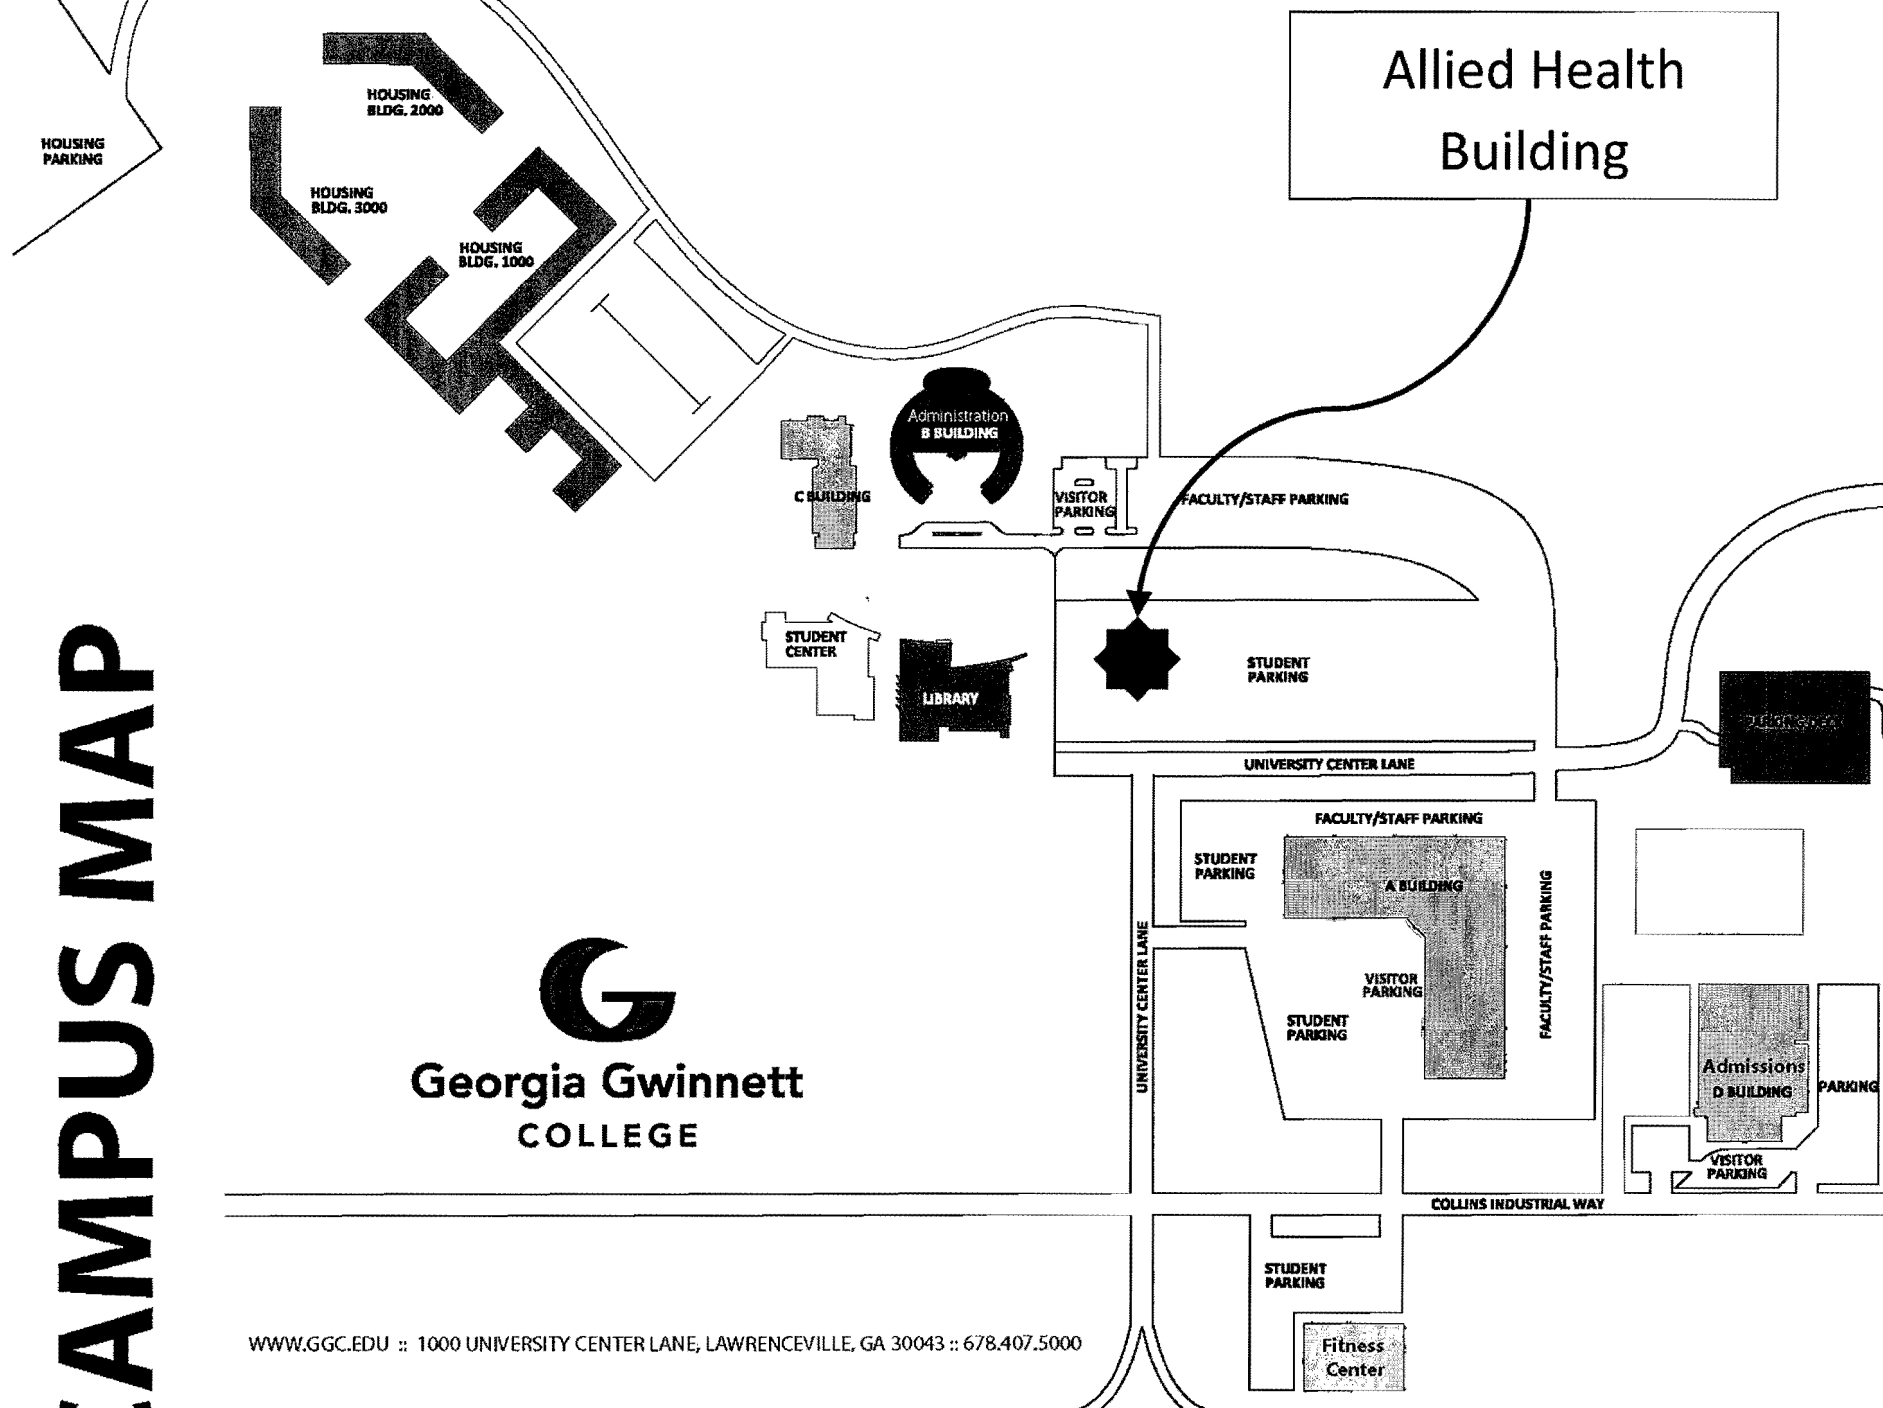 Allied Health
Building
HOUSING
BLDG. 2000
HOUSING
PARKING
HOUSING
BLDG. 3000
HOUSING
BLDG. 1000
Administration
B BUILDING
C BUILDING
VISITOR
PARKING
FACULTY/STAFF PARKING
STUDENT
CENTER
LIBRARY
STUDENT
PARKING
PARKING DECK
UNIVERSITY CENTER LANE
FACULTY/STAFF PARKING
STUDENT
PARKING
A BUILDING
FACULTY/STAFF PARKING
UNIVERSITY CENTER LANE
VISITOR
PARKING
STUDENT
PARKING
Admissions
D BUILDING
PARKING
VISITOR
PARKING
COLLINS INDUSTRIAL WAY
STUDENT
PARKING
Fitness
Center
CAMPUS MAP
G
Georgia Gwinnett
COLLEGE
WWW.GGC.EDU :: 1000 UNIVERSITY CENTER LANE, LAWRENCEVILLE, GA 30043 :: 678.407.5000